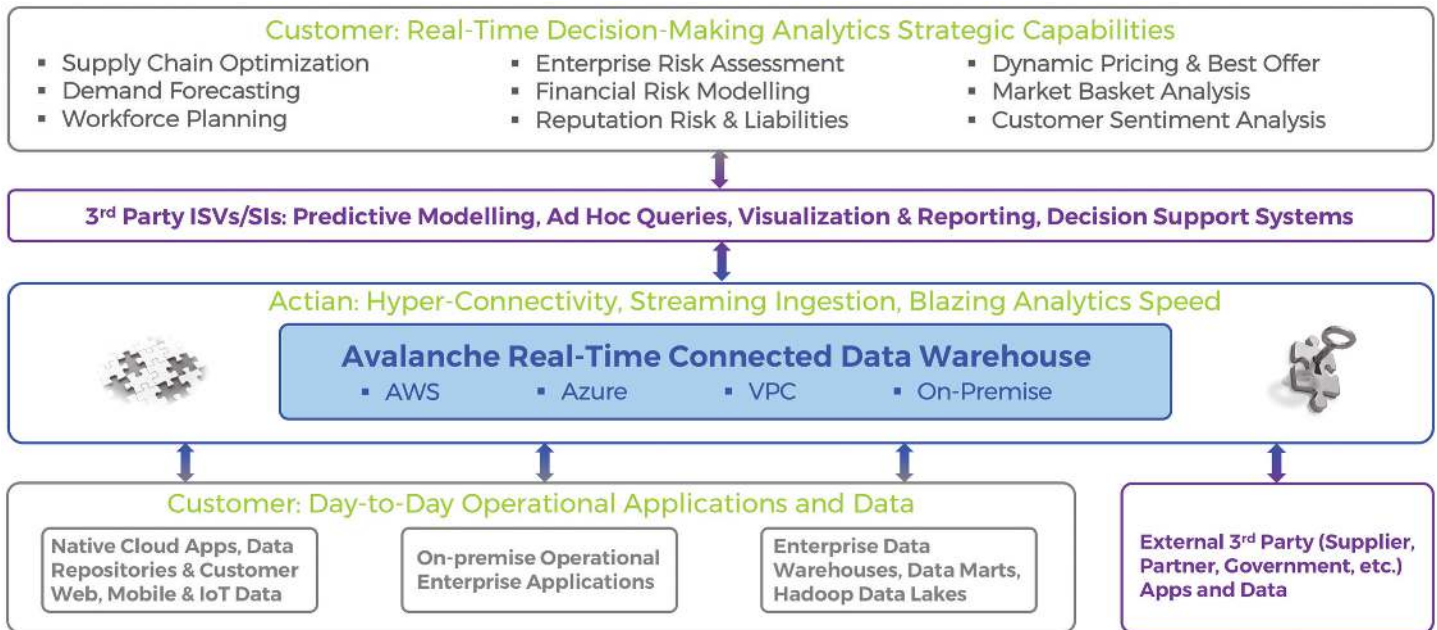 Customer: Real-Time Decision-Making Analytics Strategic Capabilities
▪ Supply Chain Optimization
▪ Demand Forecasting
▪ Workforce Planning
▪ Enterprise Risk Assessment
▪ Financial Risk Modelling
▪ Reputation Risk & Liabilities
▪ Dynamic Pricing & Best Offer
▪ Market Basket Analysis
▪ Customer Sentiment Analysis
3rd Party ISVs/SIs: Predictive Modelling, Ad Hoc Queries, Visualization & Reporting, Decision Support Systems
Actian: Hyper-Connectivity, Streaming Ingestion, Blazing Analytics Speed
Avalanche Real-Time Connected Data Warehouse
▪ AWS ▪ Azure ▪ VPC ▪ On-Premise
Customer: Day-to-Day Operational Applications and Data
Native Cloud Apps, Data
Repositories & Customer
Web, Mobile & IoT Data
On-premise Operational
Enterprise Applications
Enterprise Data
Warehouses, Data Marts,
Hadoop Data Lakes
External 3rd Party (Supplier,
Partner, Government, etc.)
Apps and Data